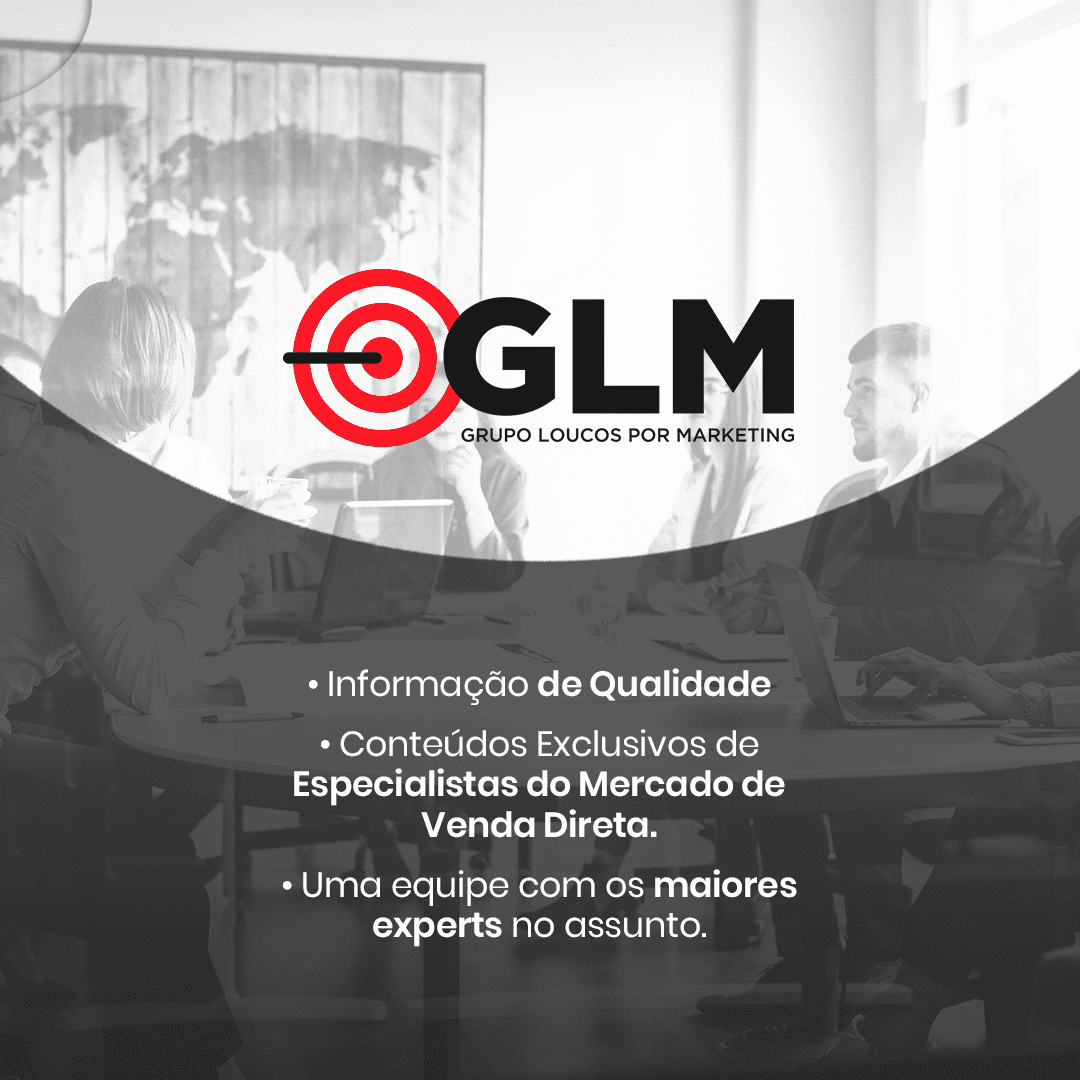 GLM
GRUPO LOUCOS POR MARKETING
• Informação de Qualidade
• Conteúdos Exclusivos de
Especialistas do Mercado de
Venda Direta.
• Uma equipe com os maiores
experts no assunto.